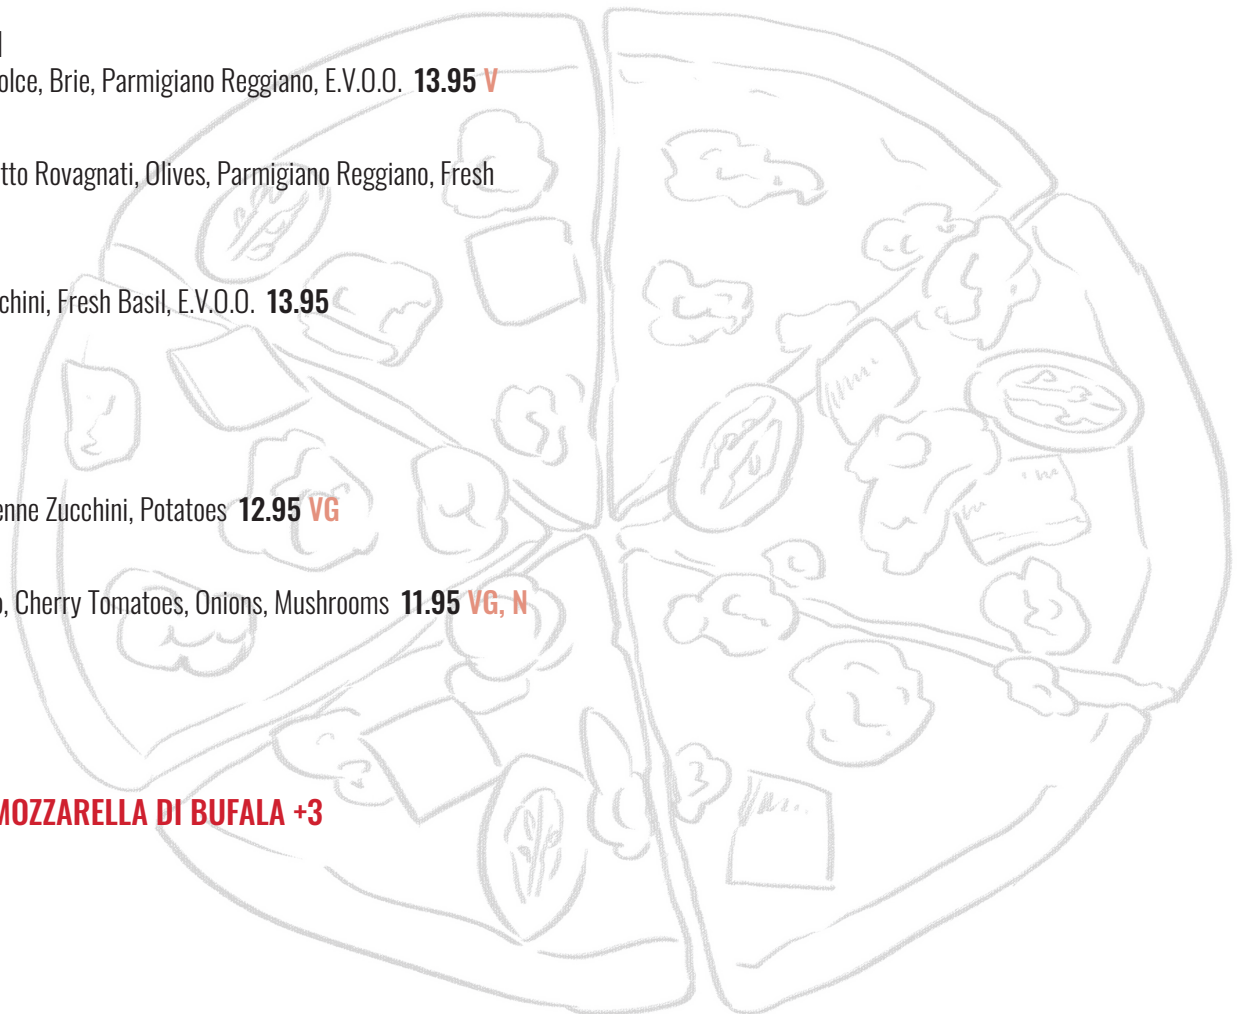 olce, Brie, Parmigiano Reggiano, E.V.O.O. 13.95 V
tto Rovagnati, Olives, Parmigiano Reggiano, Fresh
chini, Fresh Basil, E.V.O.O. 13.95
enne Zucchini, Potatoes 12.95 VG
, Cherry Tomatoes, Onions, Mushrooms 11.95 VG, N
MOZZARELLA DI BUFALA +3